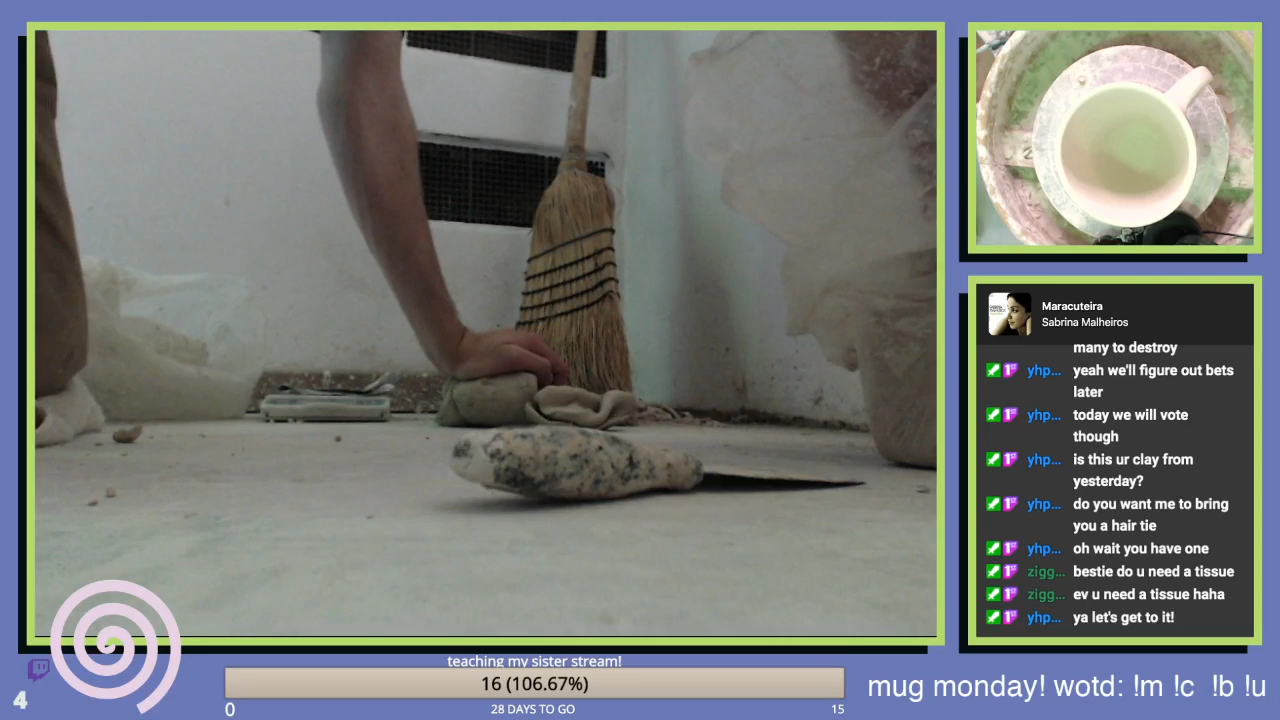 Maracuteira
Sabrina Malheiros
many to destroy
yhp... yeah we'll figure out bets
later
yhp... today we will vote
though
yhp... is this ur clay from
yesterday?
yhp... do you want me to bring
you a hair tie
yhp... oh wait you have one
zigg... bestie do u need a tissue
zigg... ev u need a tissue haha
yhp... ya let's get to it!
4
teaching my sister stream!
16 (106.67%)
0
28 DAYS TO GO
15
mug monday! wotd: !m !c !b !u